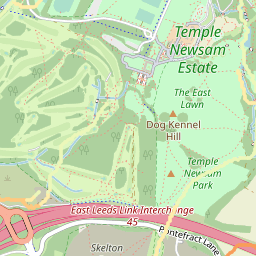 Temple
Newsam
Estate
The East
Lawn
Dog Kennel
Hill
Temple
Newsam
Park
East Leeds Link Interchange
45
Pontefract Lane
Skelton